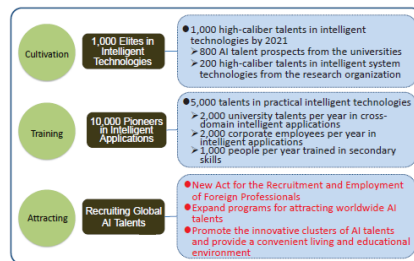 Cultivation
1,000 Elites in
Intelligent
Technologies
●1,000 high-caliber talents in intelligent
technologies by 2021
➢800 AI talent prospects from the universities
➢200 high-caliber talents in intelligent system
technologies from the research organization
Training
10,000 Pioneers
in Intelligent
Applications
●5,000 talents in practical intelligent technologies
➢2,000 university talents per year in cross-
domain intelligent applications
➢2,000 corporate employees per year in
intelligent applications
➢1,000 people per year trained in secondary
skills
Attracting
Recruiting Global
AI Talents
●New Act for the Recruitment and Employment
of Foreign Professionals
●Expand programs for attracting worldwide AI
talents
●Promote the innovative clusters of AI talents
and provide a convenient living and educational
environment